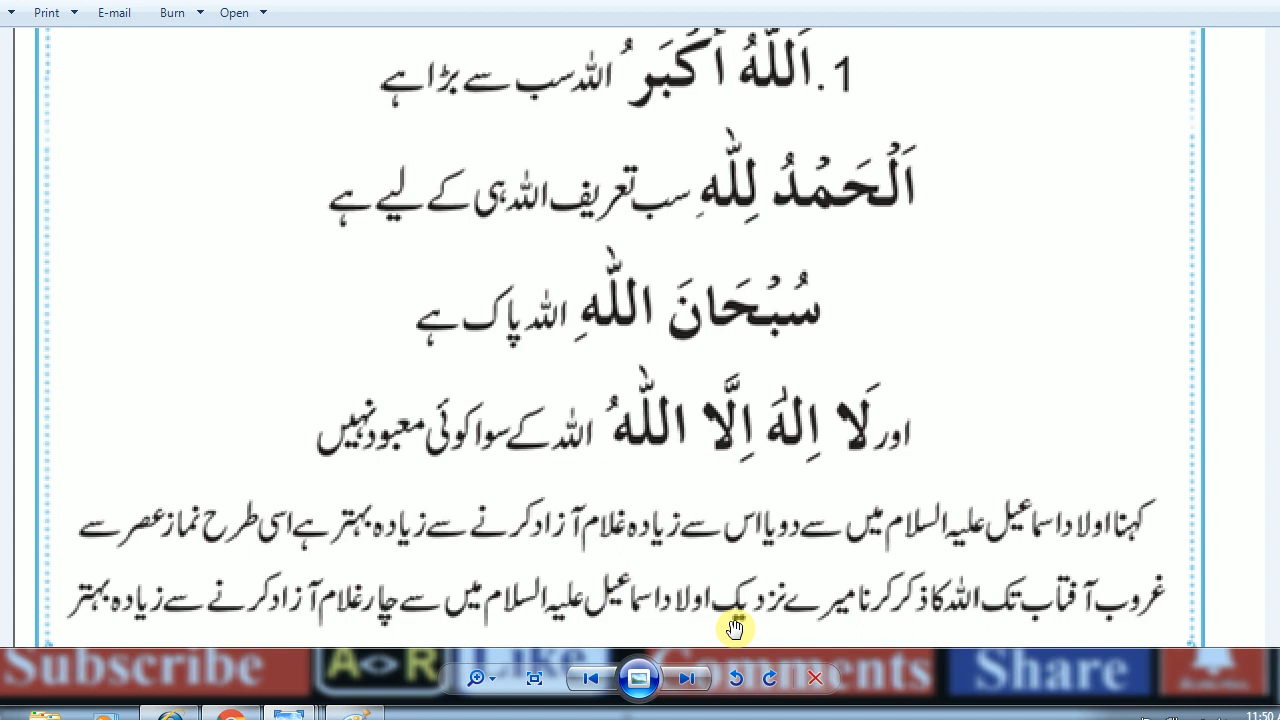 Print E-mail Burn Open
1. اَللّٰهُ اَكْبَرُ اللہ سب سے بڑا ہے
اَلْحَمْدُ لِلّٰهِ سب تعریف اللہ ہی کے لیے ہے
سُبْحَانَ اللّٰهِ اللہ پاک ہے
اور لَا اِلٰهَ اِلَّا اللّٰهُ اللہ کے سوا کوئی معبود نہیں
کہنا اولاد اسماعیل علیہ السلام میں سے دو یا اس سے زیادہ غلام آزاد کرنے سے زیادہ بہتر ہے اسی طرح نماز عصر سے
غروب آفتاب تک اللہ کا ذکر کرنا میرے نزدیک اولاد اسماعیل علیہ السلام میں سے چار غلام آزاد کرنے سے زیادہ بہتر
Subscribe A R Comments Share
11:50